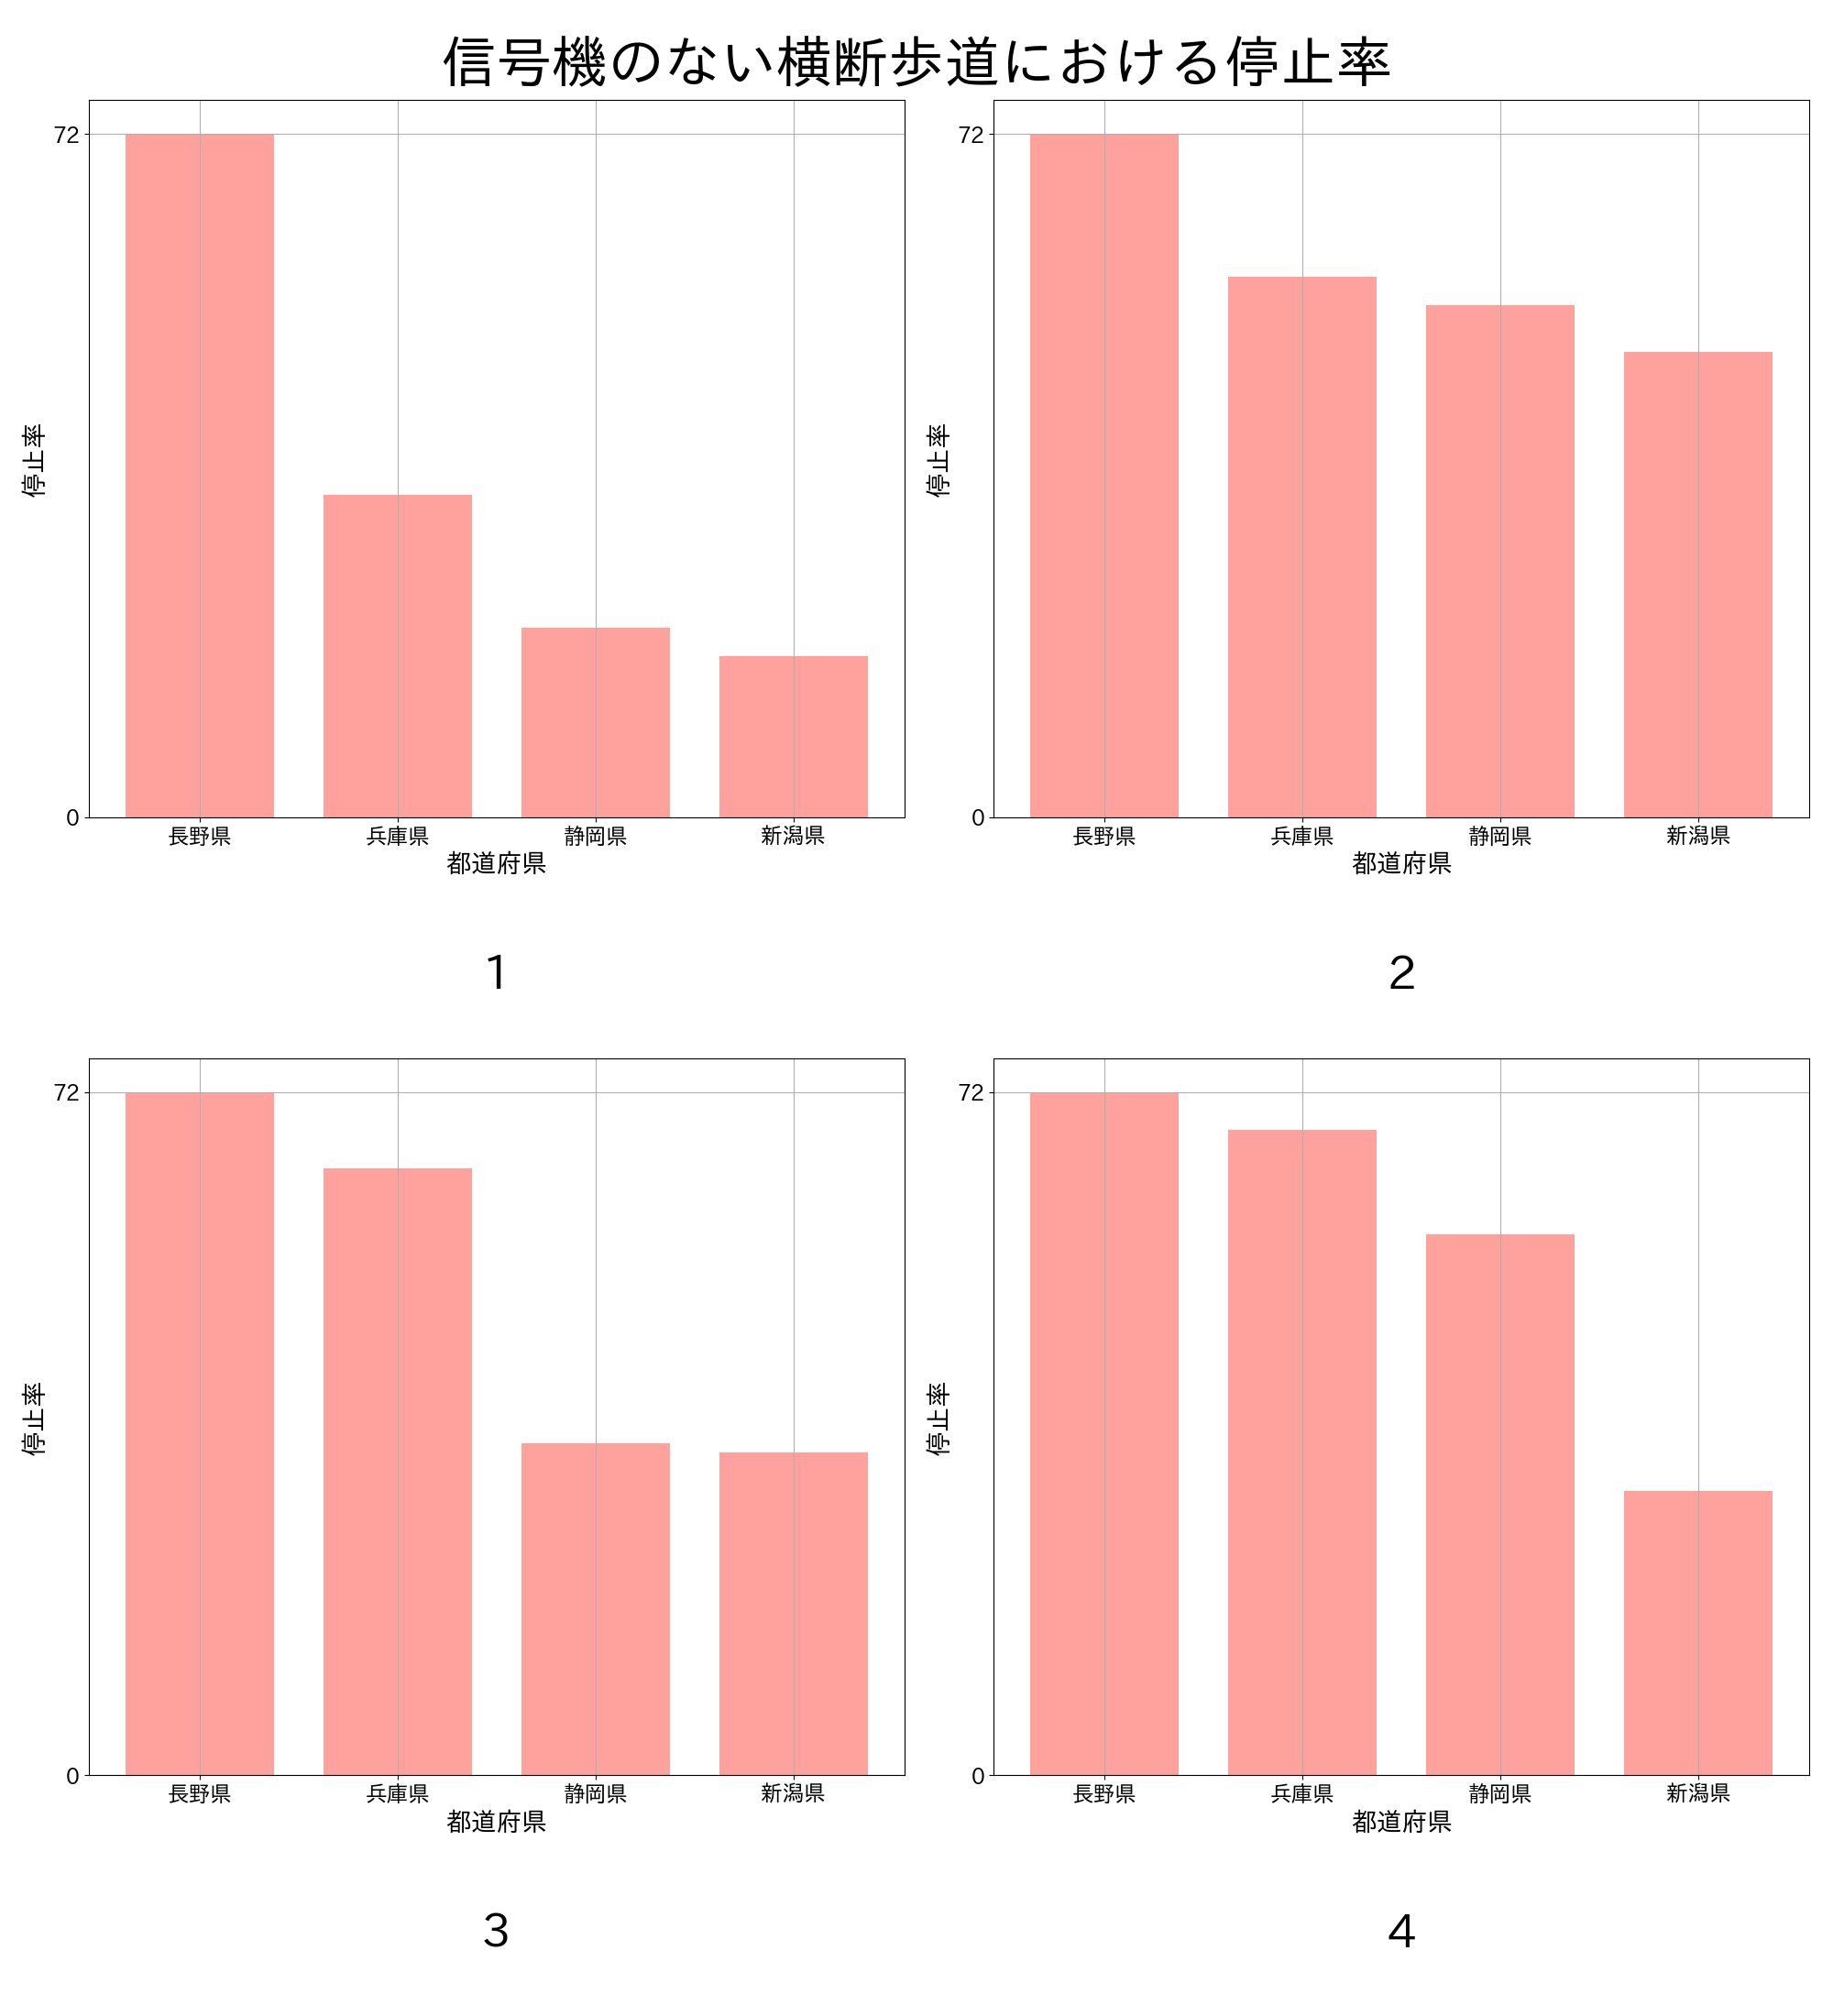 信号機のない横断歩道における停止率
72
0
停止率
長野県 兵庫県 静岡県 新潟県
都道府県
1
72
0
停止率
長野県 兵庫県 静岡県 新潟県
都道府県
2
72
0
停止率
長野県 兵庫県 静岡県 新潟県
都道府県
3
72
0
停止率
長野県 兵庫県 静岡県 新潟県
都道府県
4